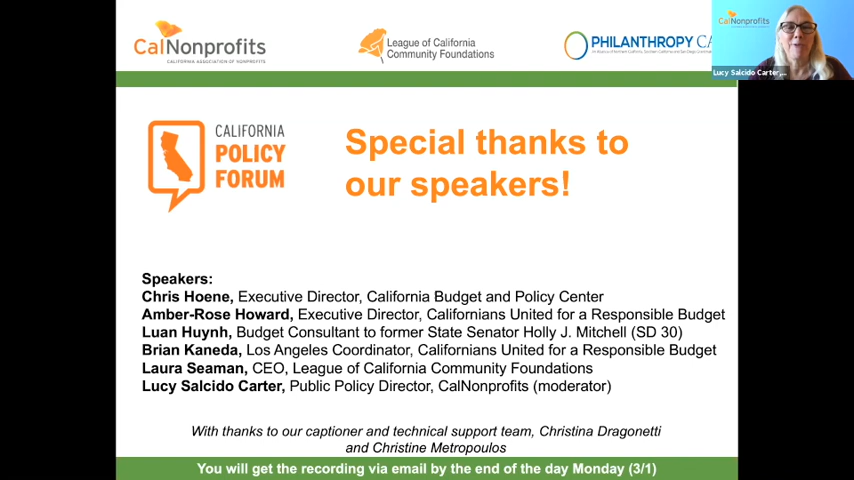 CalNonprofits
CALIFORNIA ASSOCIATION OF NONPROFITS
League of California
Community Foundations
PHILANTHROPY CA
CalNonprofits
Lucy Salcido Carter,...
CALIFORNIA
POLICY
FORUM
Special thanks to
our speakers!
Speakers:
Chris Hoene, Executive Director, California Budget and Policy Center
Amber-Rose Howard, Executive Director, Californians United for a Responsible Budget
Luan Huynh, Budget Consultant to former State Senator Holly J. Mitchell (SD 30)
Brian Kaneda, Los Angeles Coordinator, Californians United for a Responsible Budget
Laura Seaman, CEO, League of California Community Foundations
Lucy Salcido Carter, Public Policy Director, CalNonprofits (moderator)
With thanks to our captioner and technical support team, Christina Dragonetti
and Christine Metropoulos
You will get the recording via email by the end of the day Monday (3/1)